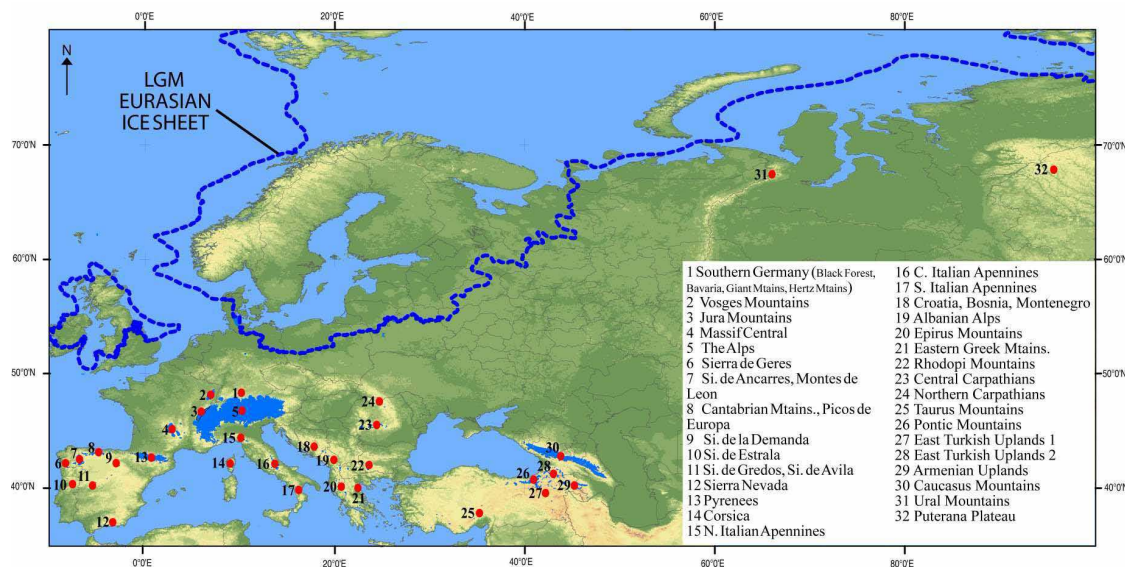 0°0'E 20°0'E 40°0'E 60°0'E 80°0'E
N
LGM
EURASIAN
ICE SHEET
70°0'N 70°0'N
60°0'N 60°0'N
50°0'N 50°0'N
40°0'N 40°0'N
31
32
2
1
3
5
4
24
23
15
18
8
7
6
9
13
14
16
19
22
10
11
17
20
21
12
30
28
26
29
27
25
1 Southern Germany (Black Forest,
Bavaria, Giant Mtains, Hertz Mtains)
2 Vosges Mountains
3 Jura Mountains
4 Massif Central
5 The Alps
6 Sierra de Geres
7 Si. de Ancarres, Montes de
Leon
8 Cantabrian Mtains., Picos de
Europa
9 Si. de la Demanda
10 Si. de Estrala
11 Si. de Gredos, Si. de Avila
12 Sierra Nevada
13 Pyrenees
14 Corsica
15 N. Italian Apennines
16 C. Italian Apennines
17 S. Italian Apennines
18 Croatia, Bosnia, Montenegro
19 Albanian Alps
20 Epirus Mountains
21 Eastern Greek Mtains.
22 Rhodopi Mountains
23 Central Carpathians
24 Northern Carpathians
25 Taurus Mountains
26 Pontic Mountains
27 East Turkish Uplands 1
28 East Turkish Uplands 2
29 Armenian Uplands
30 Caucasus Mountains
31 Ural Mountains
32 Puterana Plateau
0°0'E 20°0'E 40°0'E 60°0'E 80°0'E